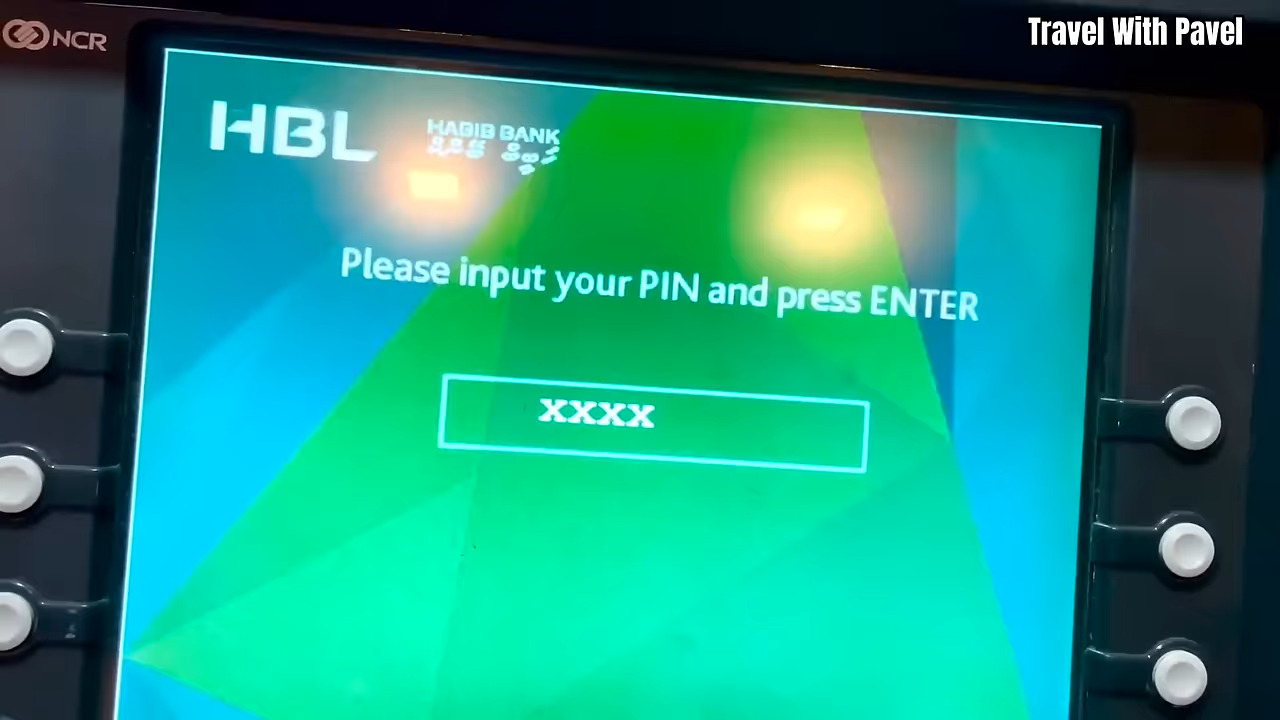 NCR
Travel With Pavel
HBL HABIB BANK
Please input your PIN and press ENTER
XXXX